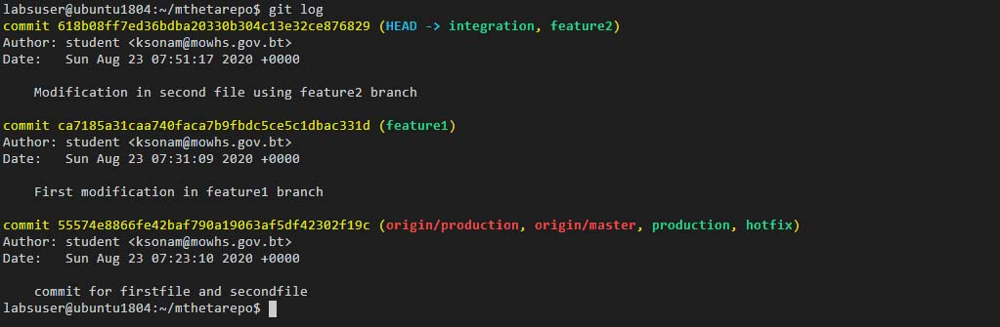 labsuser@ubuntu1804:~/mthetarepo$ git log
commit 618b08ff7ed36bdba20330b304c13e32ce876829 (HEAD -> integration, feature2)
Author: student <ksonam@mowhs.gov.bt>
Date:   Sun Aug 23 07:51:17 2020 +0000
    Modification in second file using feature2 branch
commit ca7185a31caa740faca7b9fbdc5ce5c1dbac331d (feature1)
Author: student <ksonam@mowhs.gov.bt>
Date:   Sun Aug 23 07:31:09 2020 +0000
    First modification in feature1 branch
commit 55574e8866fe42baf790a19063af5df42302f19c (origin/production, origin/master, production, hotfix)
Author: student <ksonam@mowhs.gov.bt>
Date:   Sun Aug 23 07:23:10 2020 +0000
    commit for firstfile and secondfile
labsuser@ubuntu1804:~/mthetarepo$